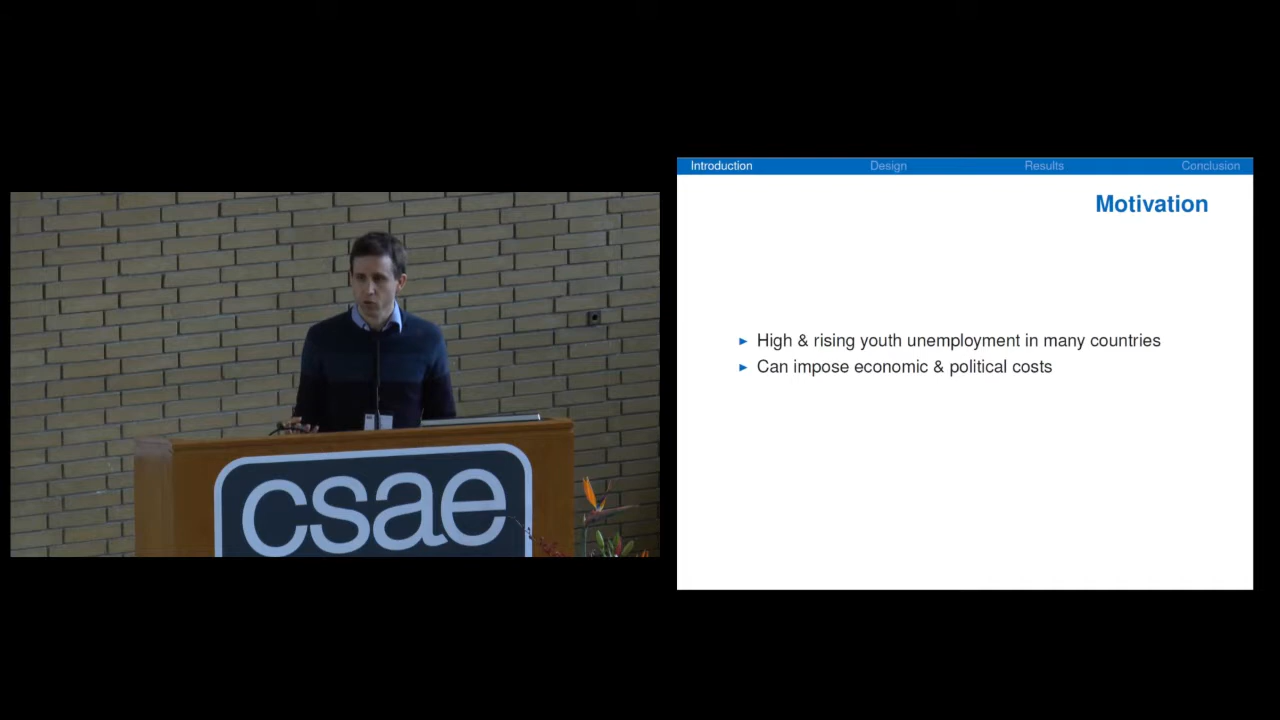 csae
Introduction Design Results Conclusion
Motivation
High & rising youth unemployment in many countries
Can impose economic & political costs